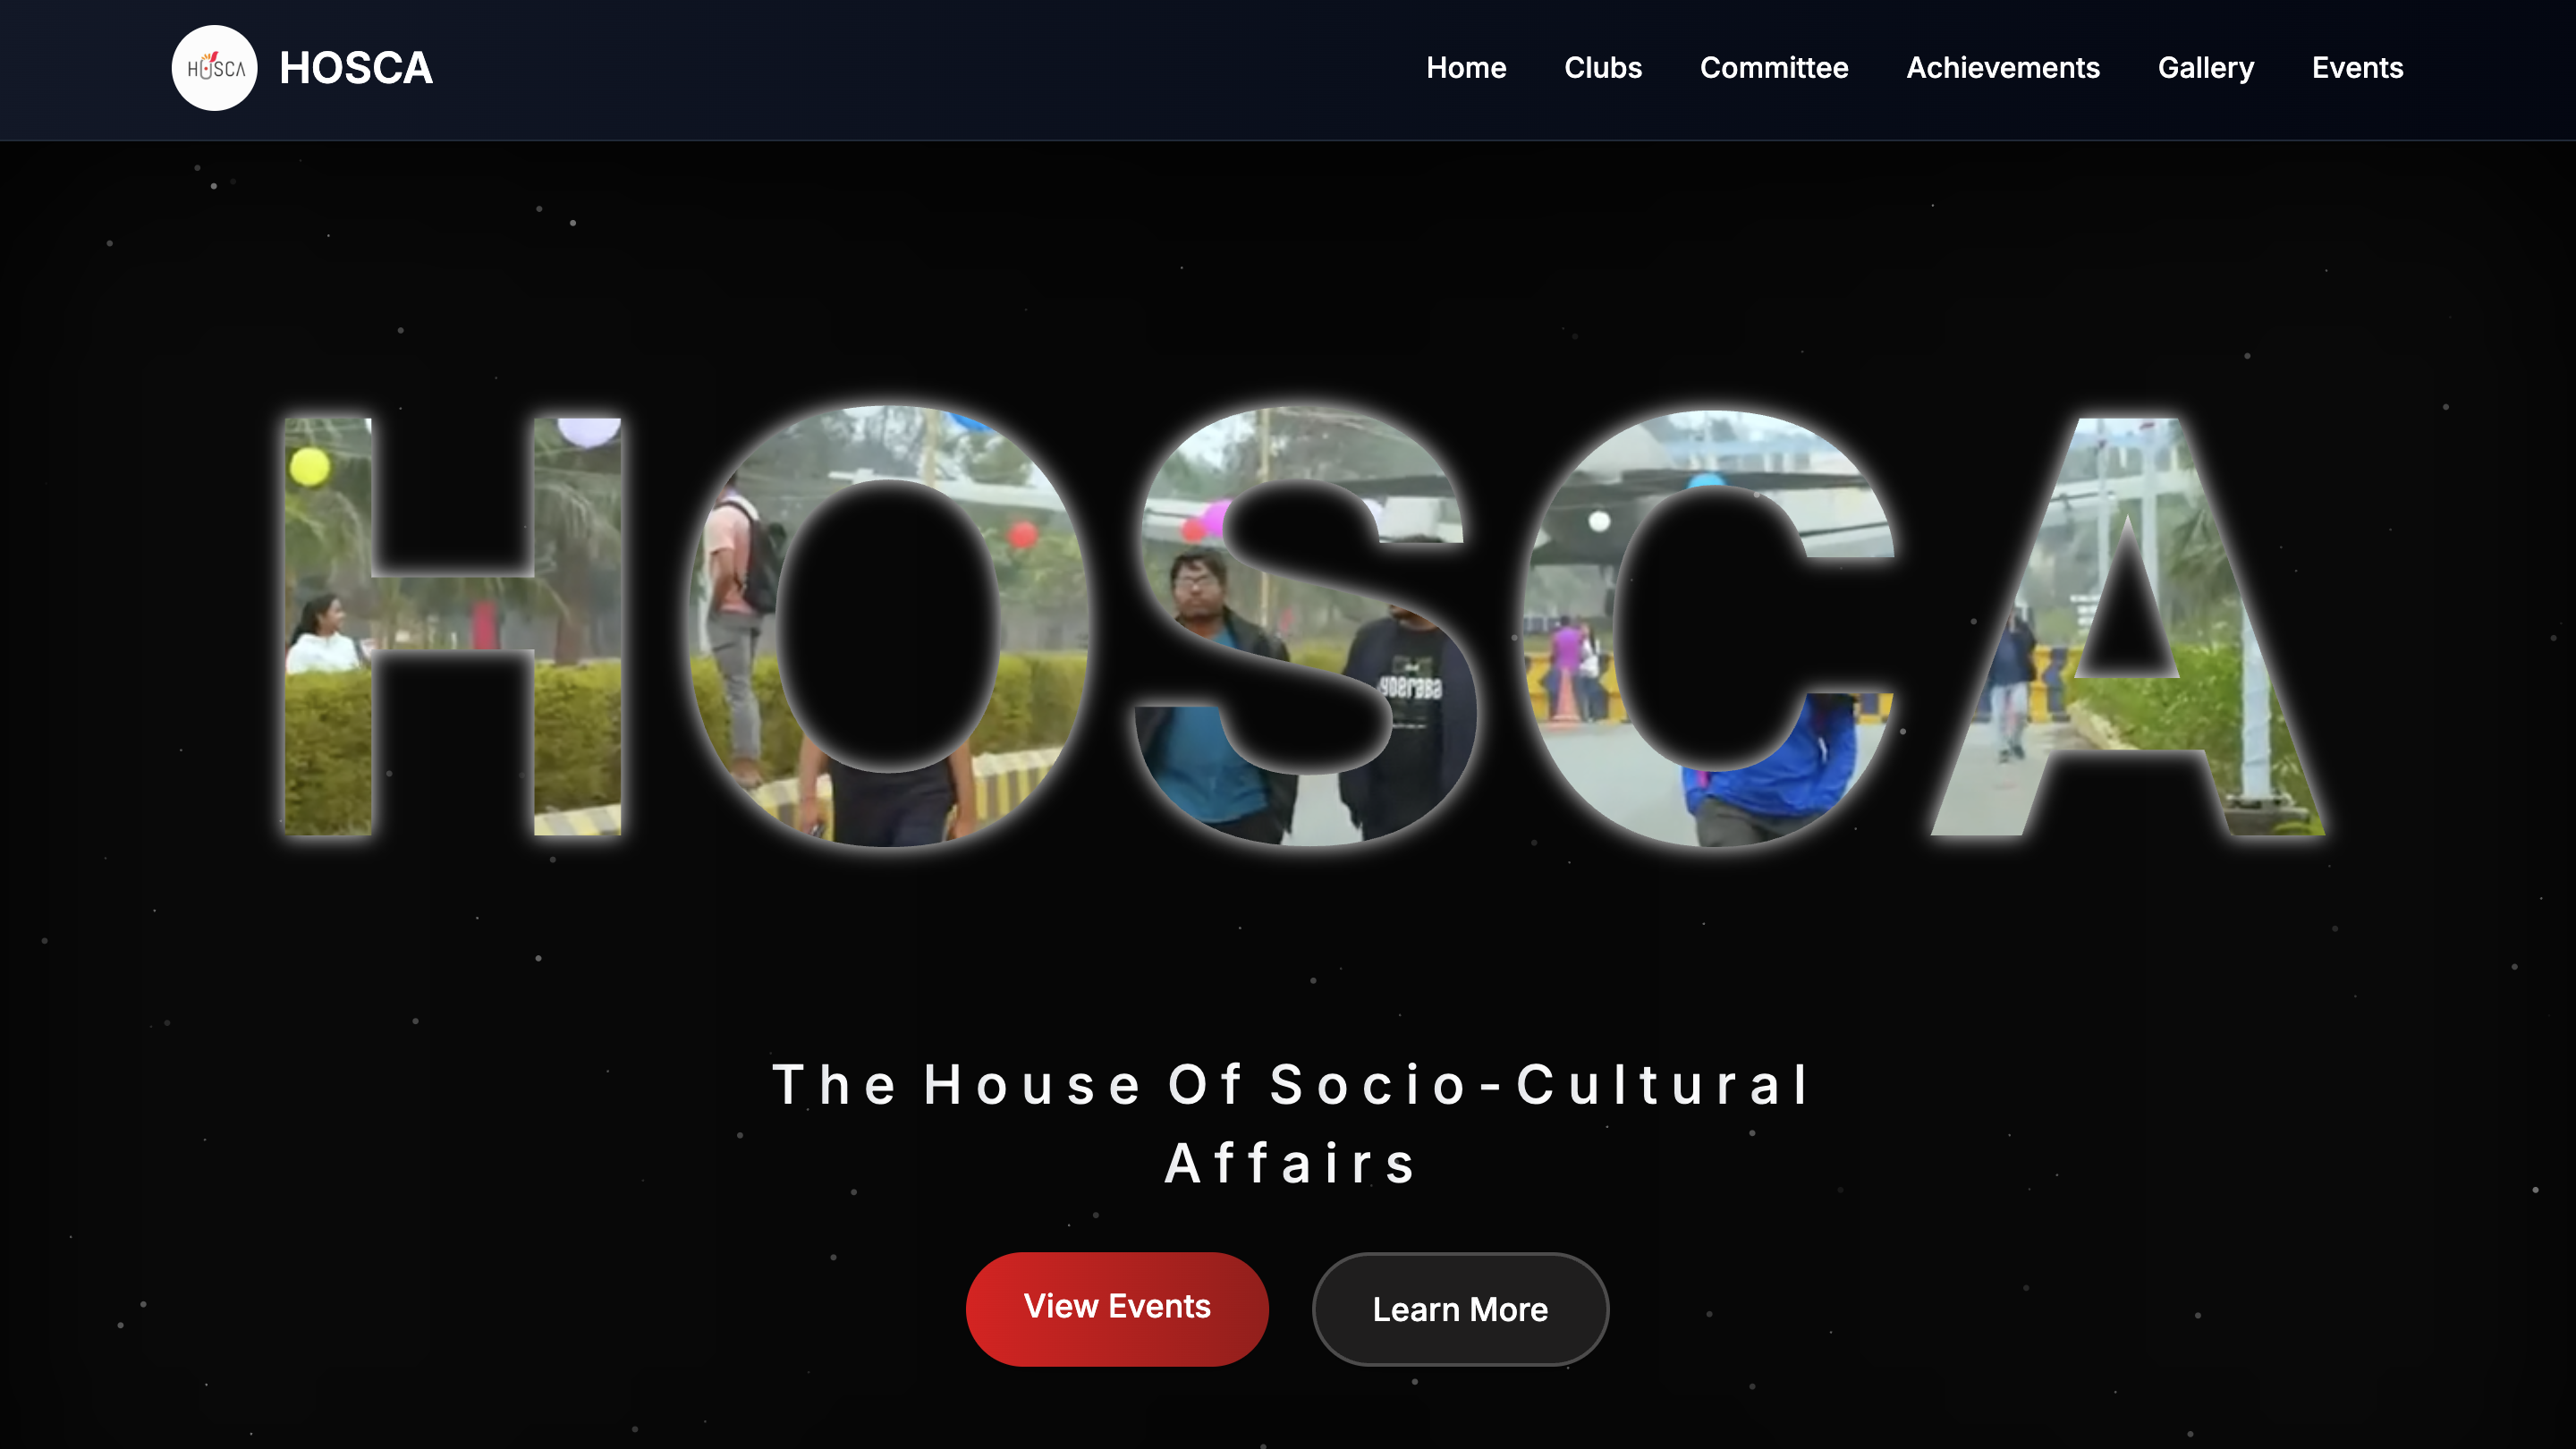 HOSCA
HOSCA
Home
Clubs
Committee
Achievements
Gallery
Events
HOSCA
The House Of Socio-Cultural
Affairs
View Events
Learn More